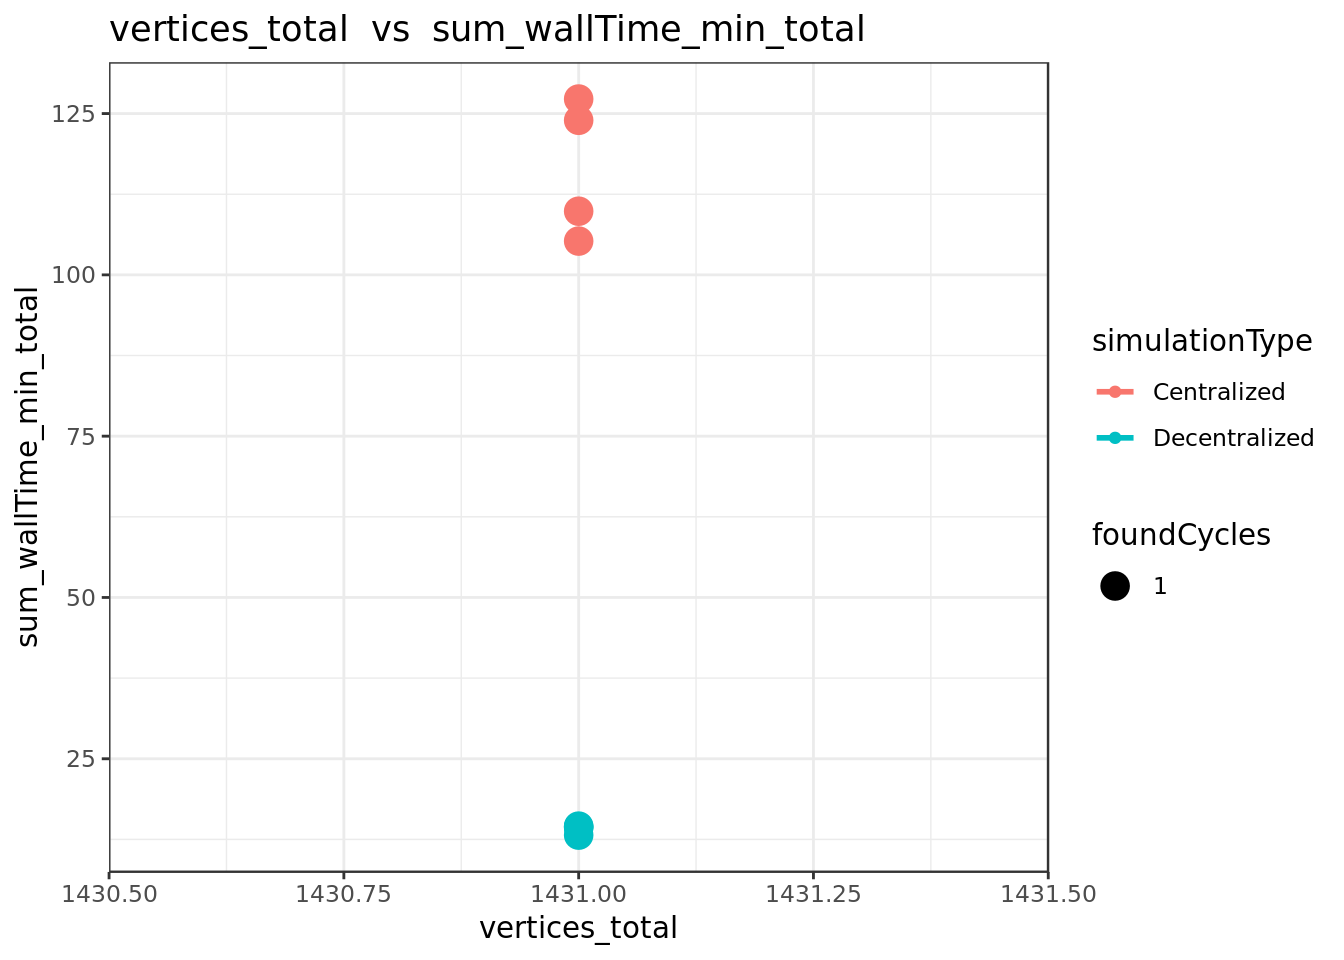 vertices_total vs sum_wallTime_min_total
sum_wallTime_min_total
125
100
75
50
25
1430.50 1430.75 1431.00 1431.25 1431.50
vertices_total
simulationType
Centralized
Decentralized
foundCycles
1